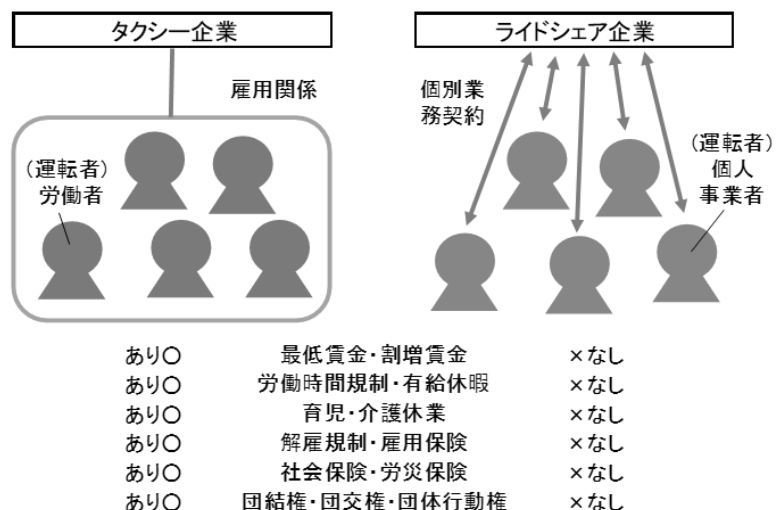 タクシー企業
ライドシェア企業
雇用関係
個別業
務契約
(運転者)
労働者
(運転者)
個人
事業者
あり○ 最低賃金・割増賃金 ×なし
あり○ 労働時間規制・有給休暇 ×なし
あり○ 育児・介護休業 ×なし
あり○ 解雇規制・雇用保険 ×なし
あり○ 社会保険・労災保険 ×なし
あり○ 団結権・団交権・団体行動権 ×なし